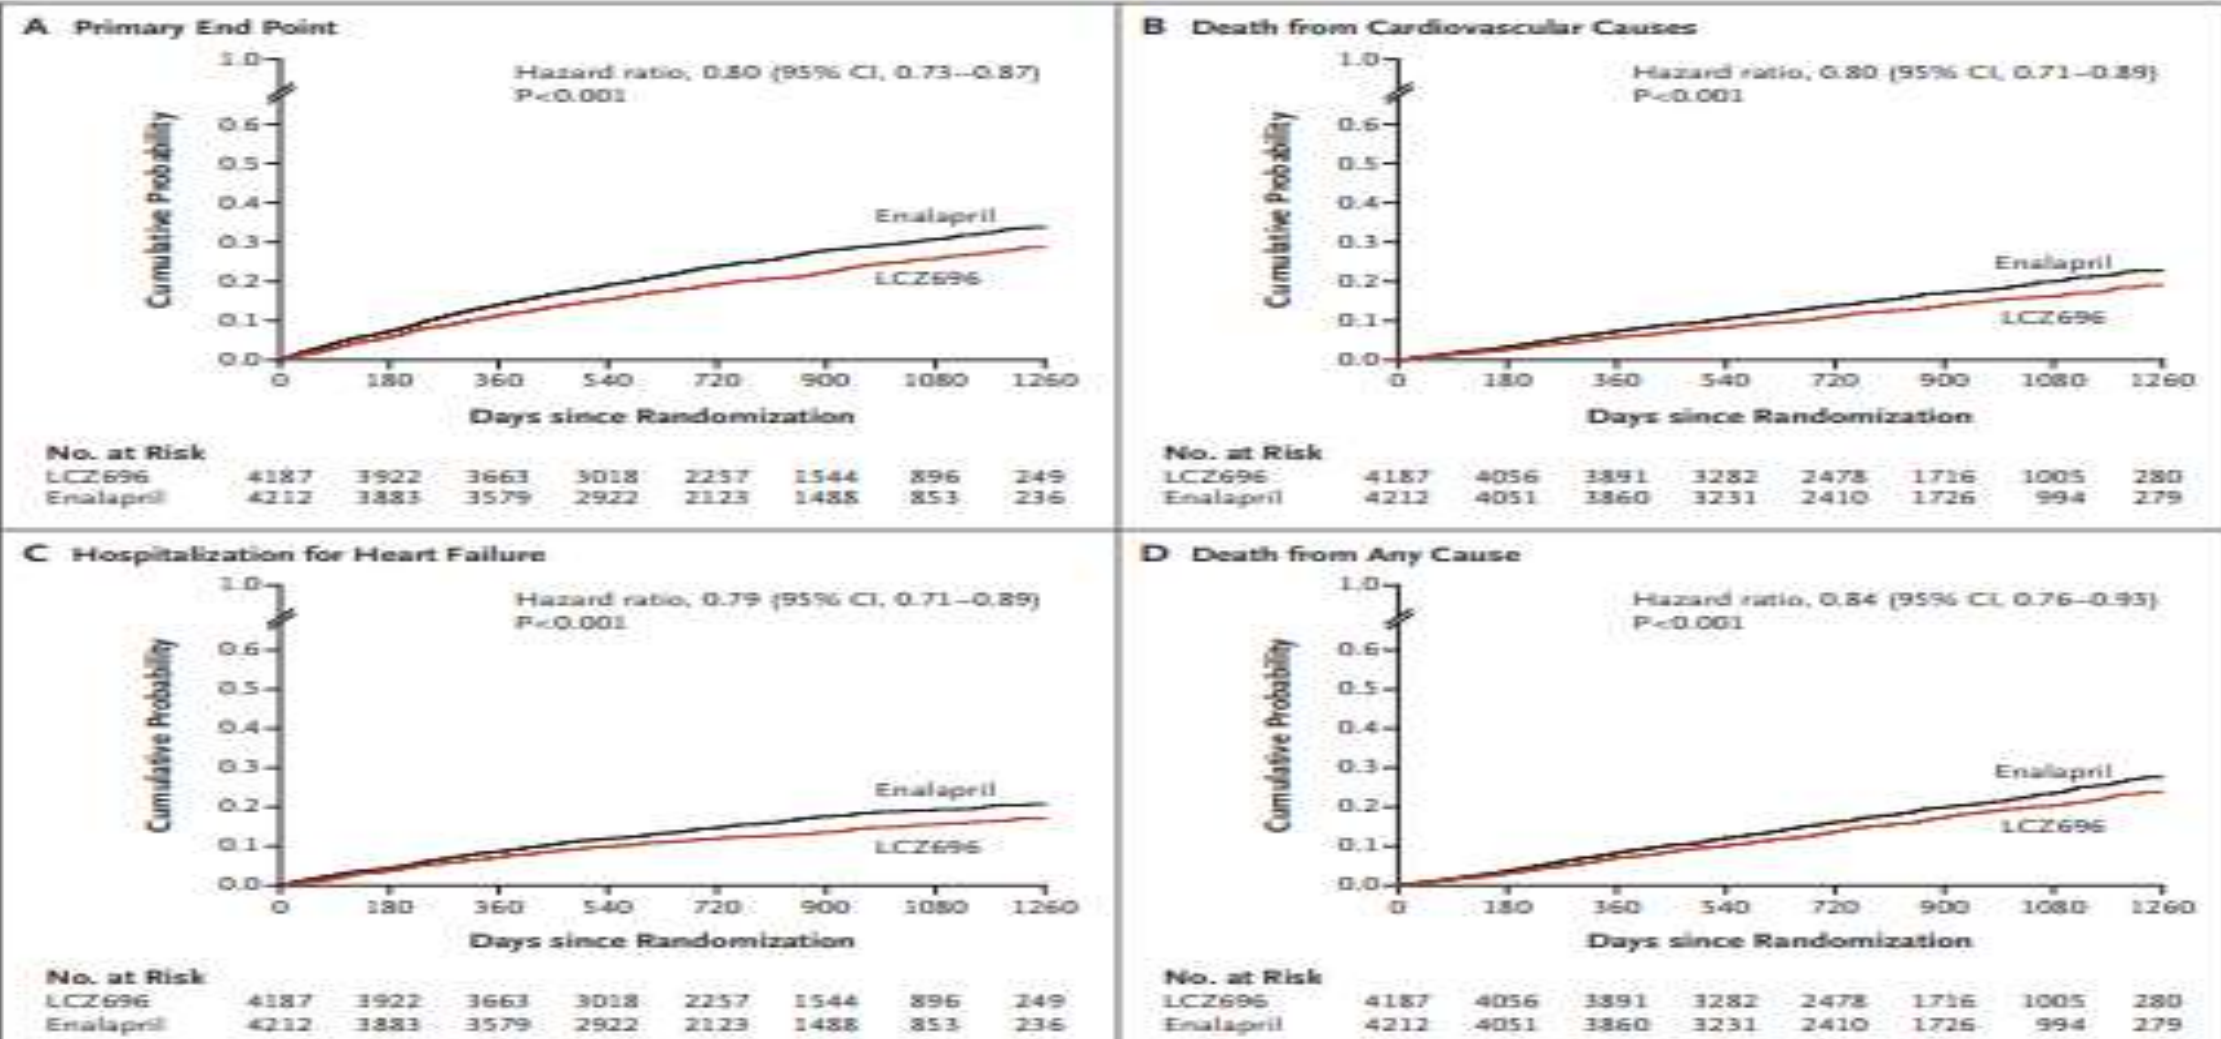 A Primary End Point
1.0
0.6
0.5
0.4
0.3
0.2
0.1
0.0
Cumulative Probability
Hazard ratio, 0.80 (95% CI, 0.73–0.87)
P<0.001
Enalapril
LCZ696
0 180 360 540 720 900 1080 1260
Days since Randomization
No. at Risk
LCZ696 4187 3922 3663 3018 2257 1544 896 249
Enalapril 4212 3883 3579 2922 2123 1488 853 236
B Death from Cardiovascular Causes
1.0
0.6
0.5
0.4
0.3
0.2
0.1
0.0
Cumulative Probability
Hazard ratio, 0.80 (95% CI, 0.71–0.89)
P<0.001
Enalapril
LCZ696
0 180 360 540 720 900 1080 1260
Days since Randomization
No. at Risk
LCZ696 4187 4056 3891 3282 2478 1716 1005 280
Enalapril 4212 4051 3860 3231 2410 1726 994 279
C Hospitalization for Heart Failure
1.0
0.6
0.5
0.4
0.3
0.2
0.1
0.0
Cumulative Probability
Hazard ratio, 0.79 (95% CI, 0.71–0.89)
P<0.001
Enalapril
LCZ696
0 180 360 540 720 900 1080 1260
Days since Randomization
No. at Risk
LCZ696 4187 3922 3663 3018 2257 1544 896 249
Enalapril 4212 3883 3579 2922 2123 1488 853 236
D Death from Any Cause
1.0
0.6
0.5
0.4
0.3
0.2
0.1
0.0
Cumulative Probability
Hazard ratio, 0.84 (95% CI, 0.76–0.93)
P<0.001
Enalapril
LCZ696
0 180 360 540 720 900 1080 1260
Days since Randomization
No. at Risk
LCZ696 4187 4056 3891 3282 2478 1716 1005 280
Enalapril 4212 4051 3860 3231 2410 1726 994 279